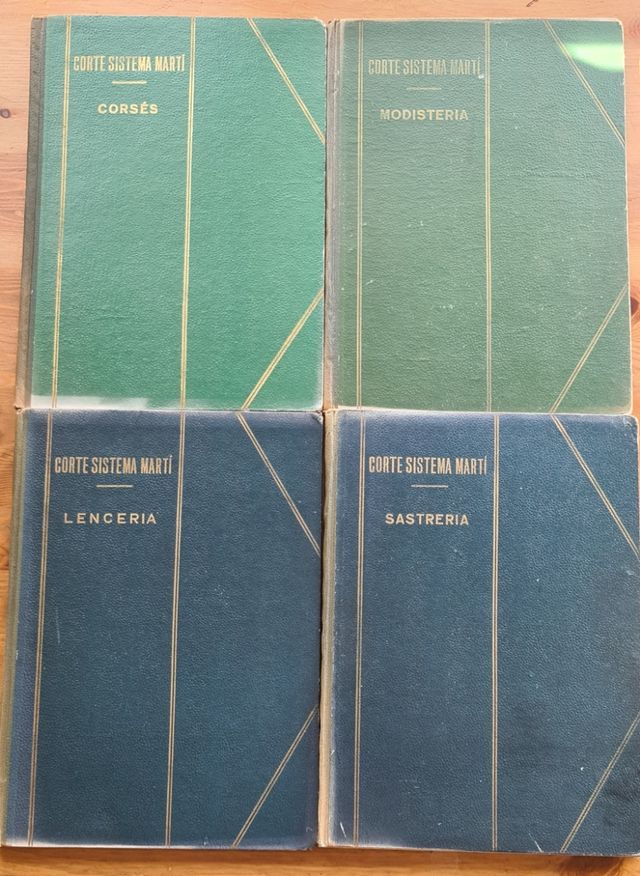 CORTE SISTEMA MARTÍ
CORSÉS
CORTE SISTEMA MARTÍ
MODISTERIA
CORTE SISTEMA MARTÍ
LENCERIA
CORTE SISTEMA MARTÍ
SASTRERIA